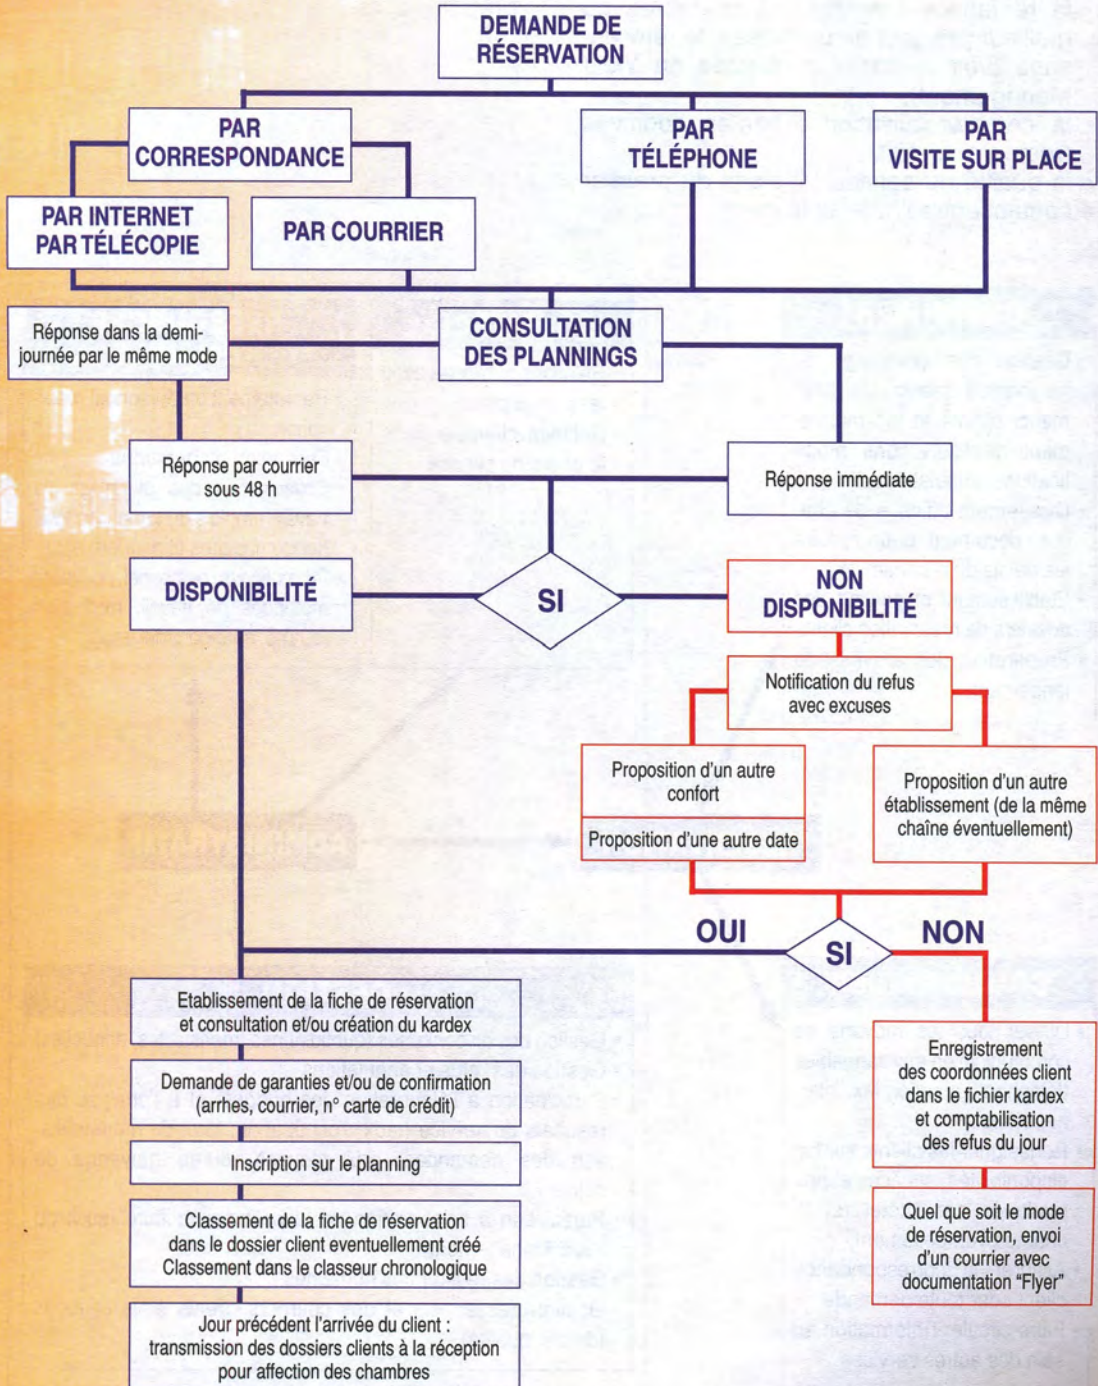 DEMANDE DE
RÉSERVATION
PAR
CORRESPONDANCE
PAR
TÉLÉPHONE
PAR
VISITE SUR PLACE
PAR INTERNET
PAR TÉLÉCOPIE
PAR COURRIER
Réponse dans la demi-
journée par le même mode
CONSULTATION
DES PLANNINGS
Réponse par courrier
sous 48 h
Réponse immédiate
DISPONIBILITÉ
SI
NON
DISPONIBILITÉ
Notification du refus
avec excuses
Proposition d'un autre
confort
Proposition d'une autre date
Proposition d'un autre
établissement (de la même
chaîne éventuellement)
OUI
SI
NON
Etablissement de la fiche de réservation
et consultation et/ou création du kardex
Demande de garanties et/ou de confirmation
(arrhes, courrier, n° carte de crédit)
Inscription sur le planning
Classement de la fiche de réservation
dans le dossier client eventuellement créé
Classement dans le classeur chronologique
Jour précédent l'arrivée du client :
transmission des dossiers clients à la réception
pour affection des chambres
Enregistrement
des coordonnées client
dans le fichier kardex
et comptabilisation
des refus du jour
Quel que soit le mode
de réservation, envoi
d'un courrier avec
documentation "Flyer"